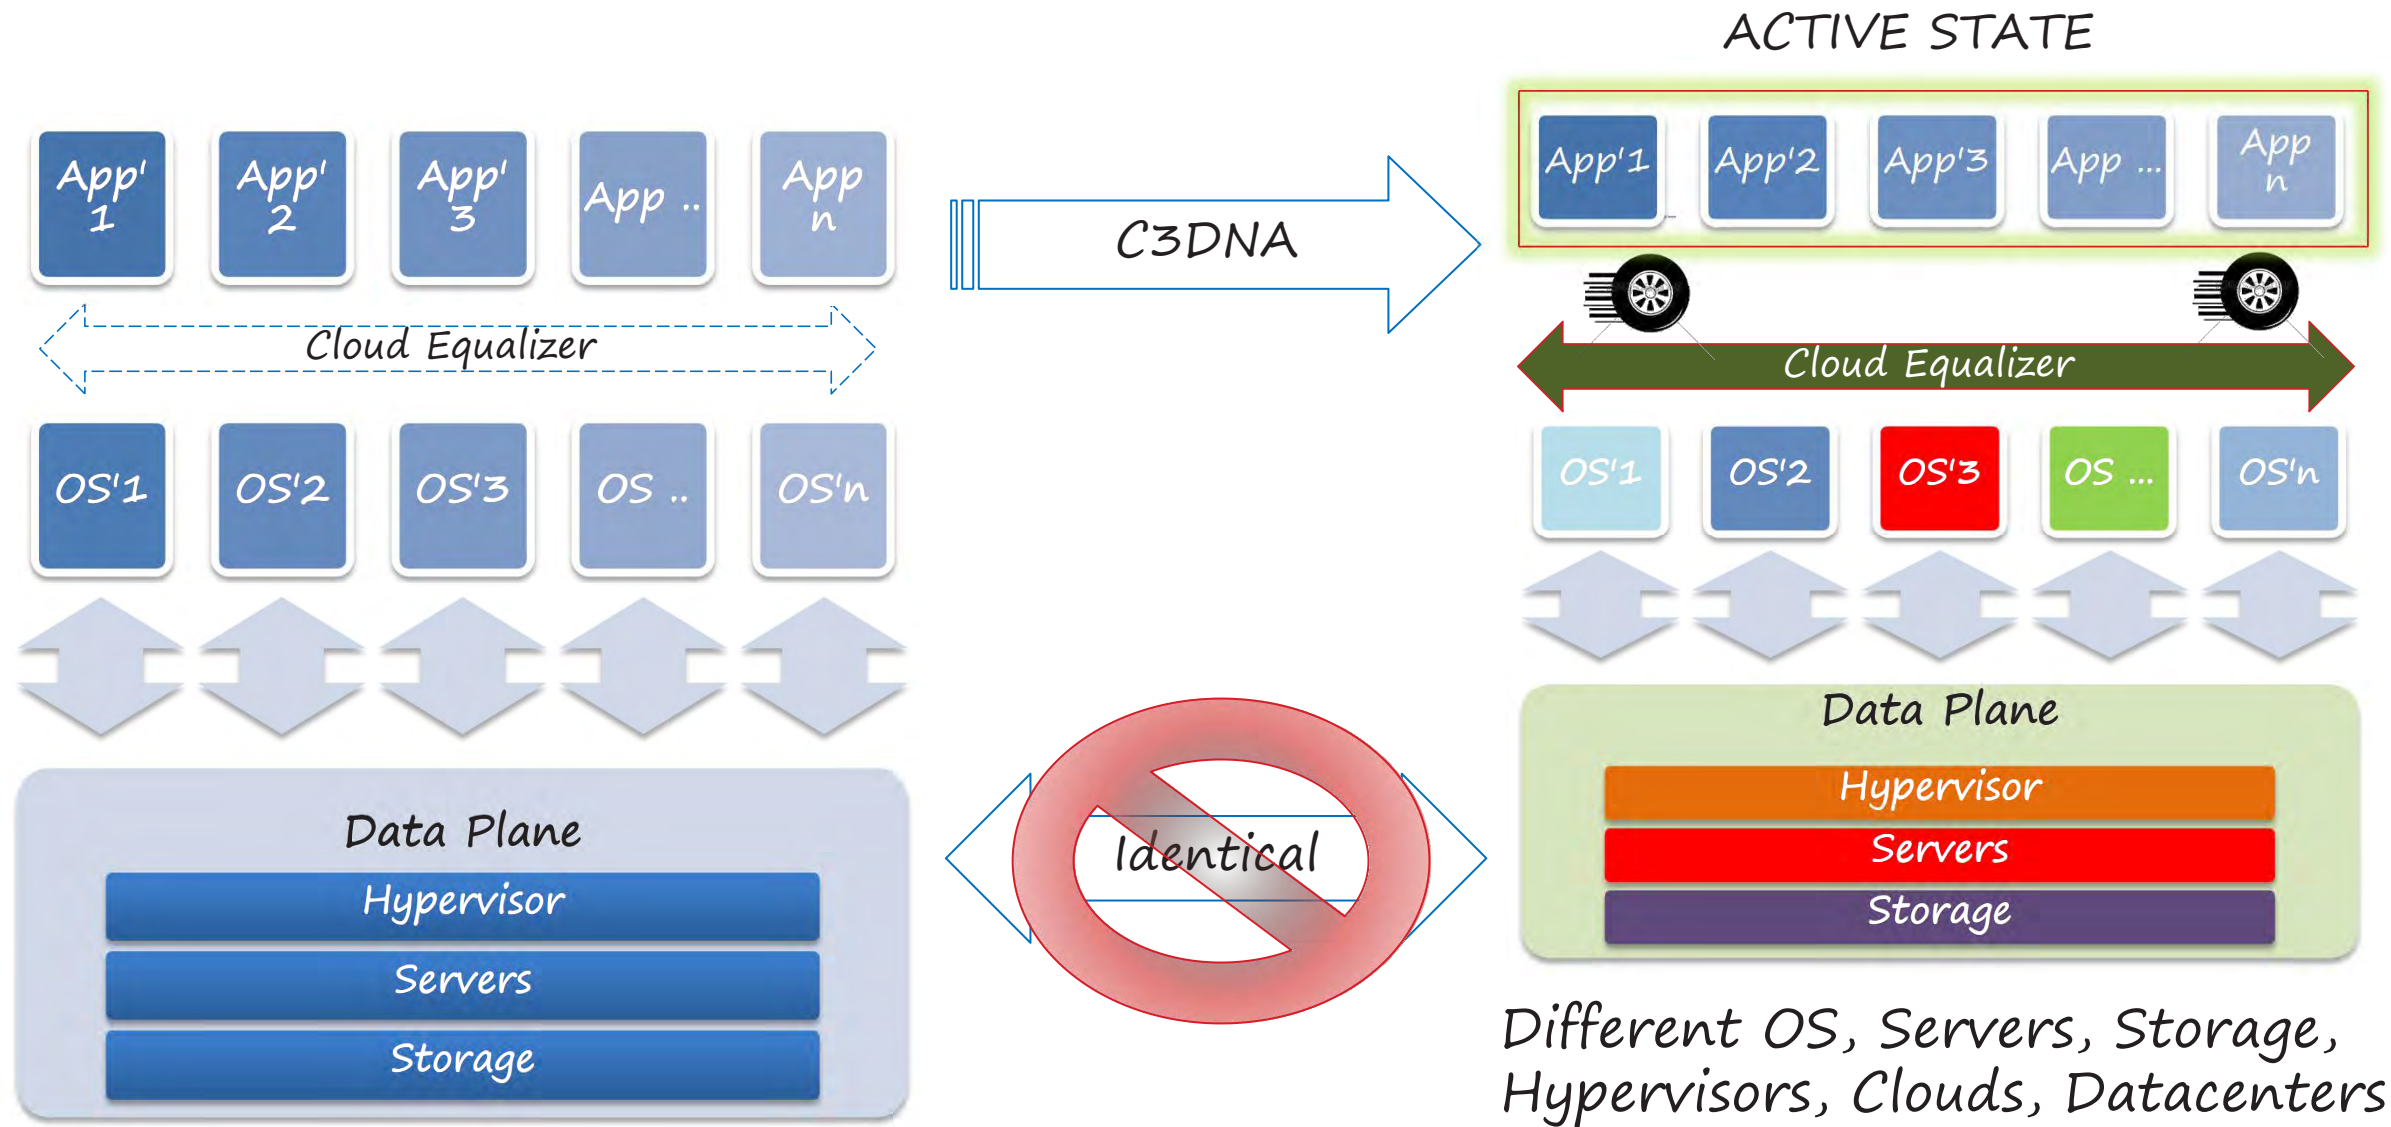 ACTIVE STATE
App'
1
App'
2
App'
3
App ..
App
n
Cloud Equalizer
OS'1
OS'2
OS'3
OS ..
OS'n
Data Plane
Hypervisor
Servers
Storage
C3DNA
Identical
App'1
App'2
App'3
App ...
App
n
Cloud Equalizer
OS'1
OS'2
OS'3
OS ...
OS'n
Data Plane
Hypervisor
Servers
Storage
Different OS, Servers, Storage,
Hypervisors, Clouds, Datacenters